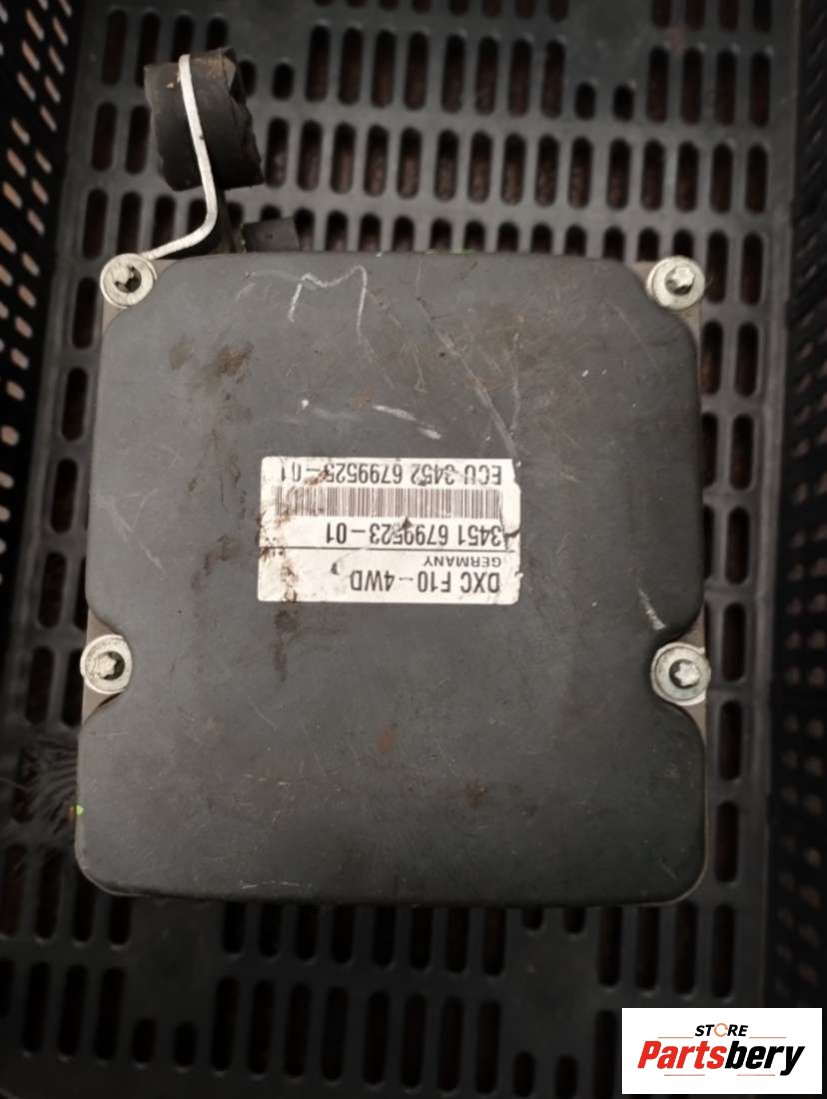 DXC F10-4WD
GERMANY
3451 6799523-01
ECU 3452 6799525-01
STORE
Partsbery